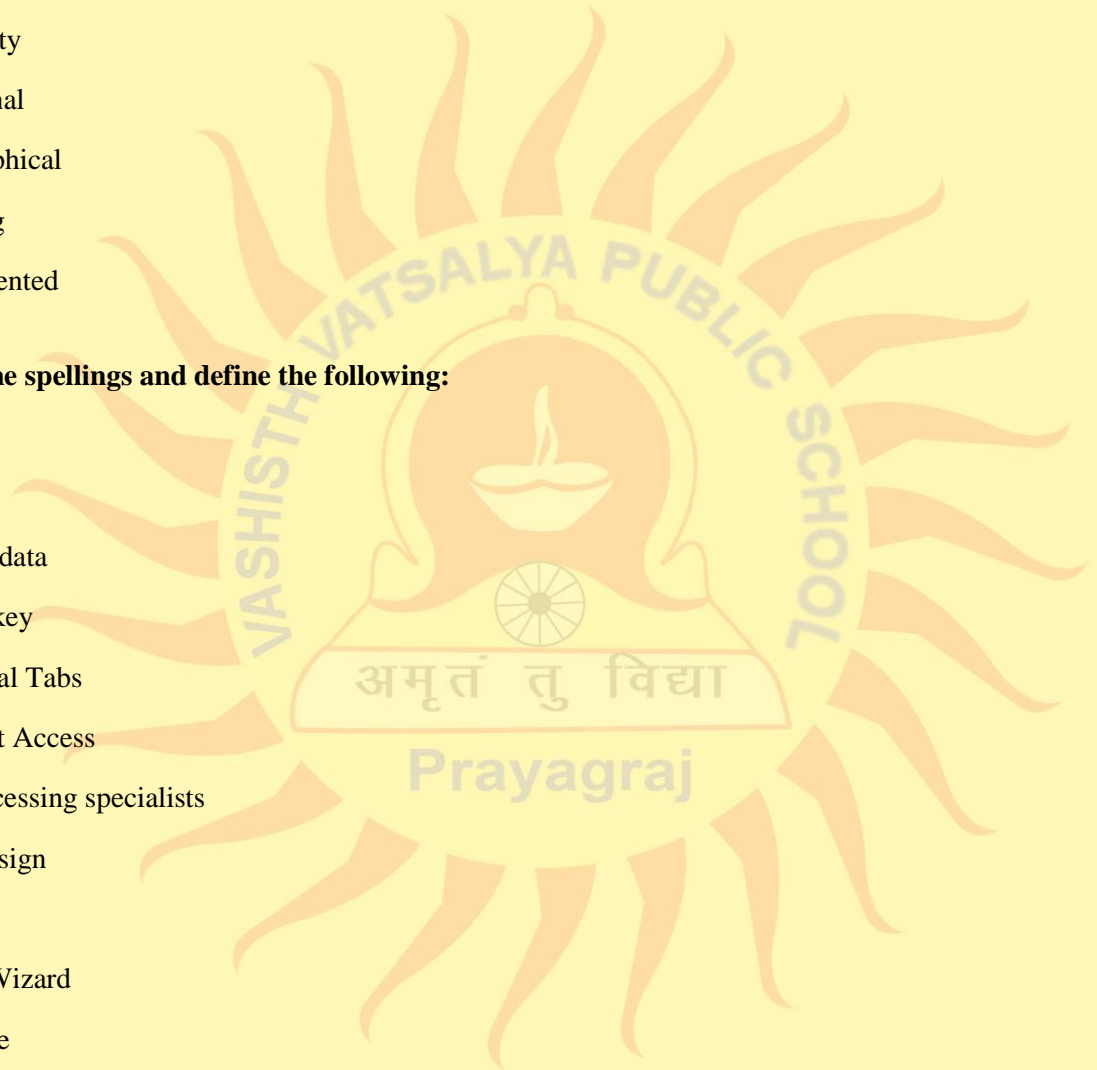 ty
nal
phical
g
ented
ne spellings and define the following:
data
key
al Tabs
t Access
cessing specialists
sign
Wizard
e
VASHISTH VATSALYA PUBLIC SCHOOL
अमृतं तु विद्या
Prayagraj